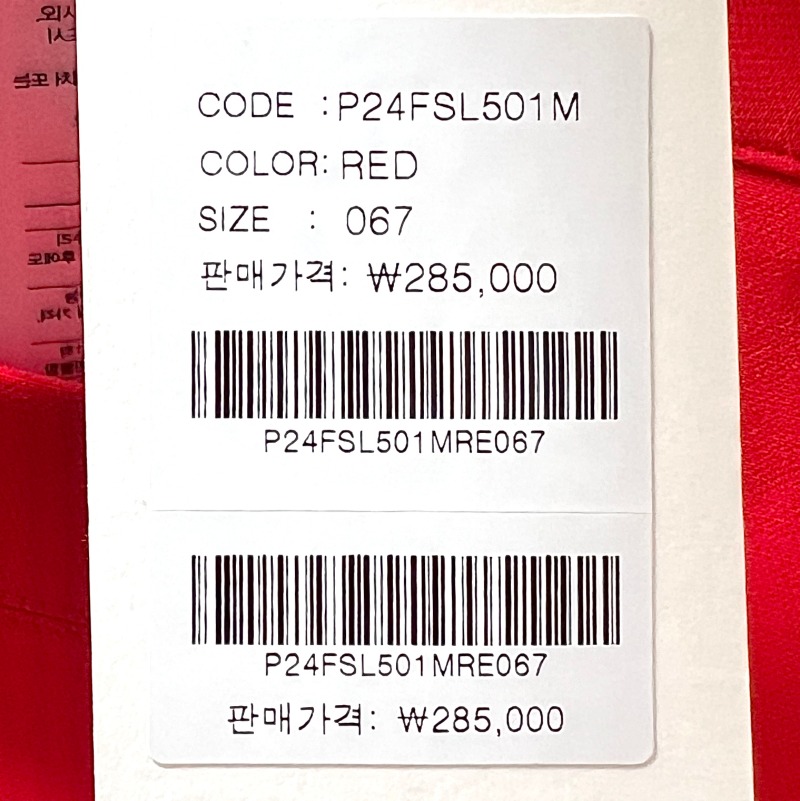 CODE : P24FSL501M
COLOR: RED
SIZE : 067
판매가격: ₩285,000
P24FSL501MRE067
P24FSL501MRE067
판매가격: ₩285,000